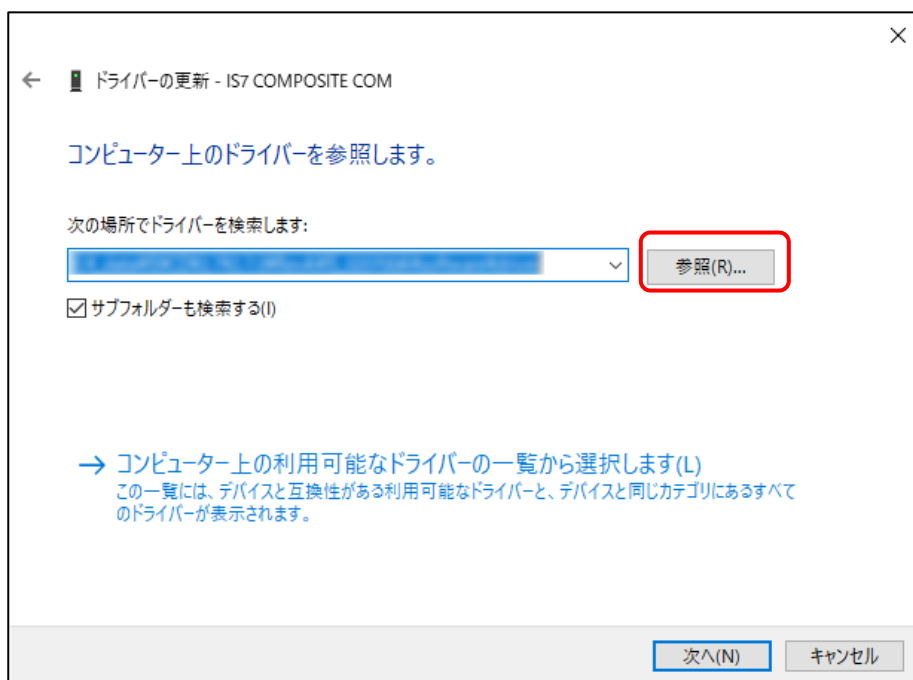 ドライバーの更新 - IS7 COMPOSITE COM
コンピューター上のドライバーを参照します。
次の場所でドライバーを検索します:
参照(R)...
サブフォルダーも検索する(I)
→ コンピューター上の利用可能なドライバーの一覧から選択します(L)
この一覧には、デバイスと互換性がある利用可能なドライバーと、デバイスと同じカテゴリにあるすべて
のドライバーが表示されます。
次へ(N) キャンセル